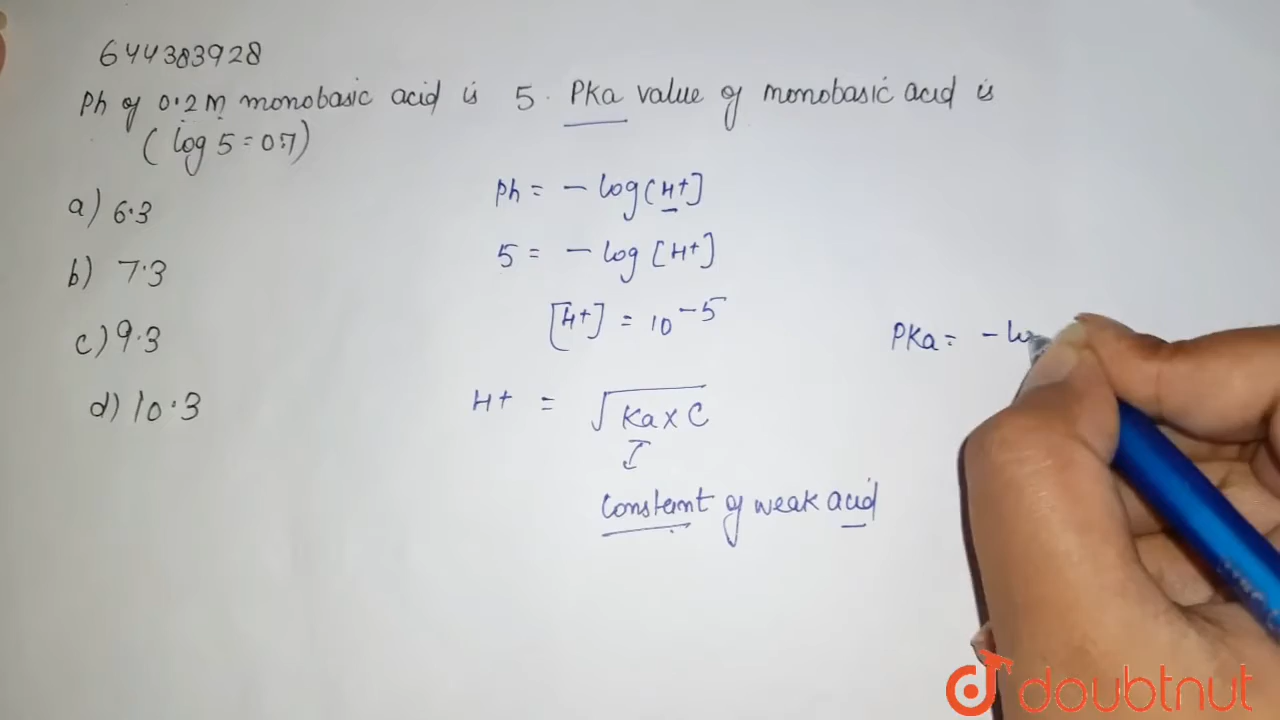 644383928
Ph of 0.2 m monobasic acid is 5. PKa value of monobasic acid is
(log 5 = 0.7)
a) 6.3
b) 7.3
c) 9.3
d) 10.3
Ph = - log [H+]
5 = - log [H+]
[H+] = 10-5
H+ = √Ka x C
Constant of weak acid
PKa = - lo
doubtnut